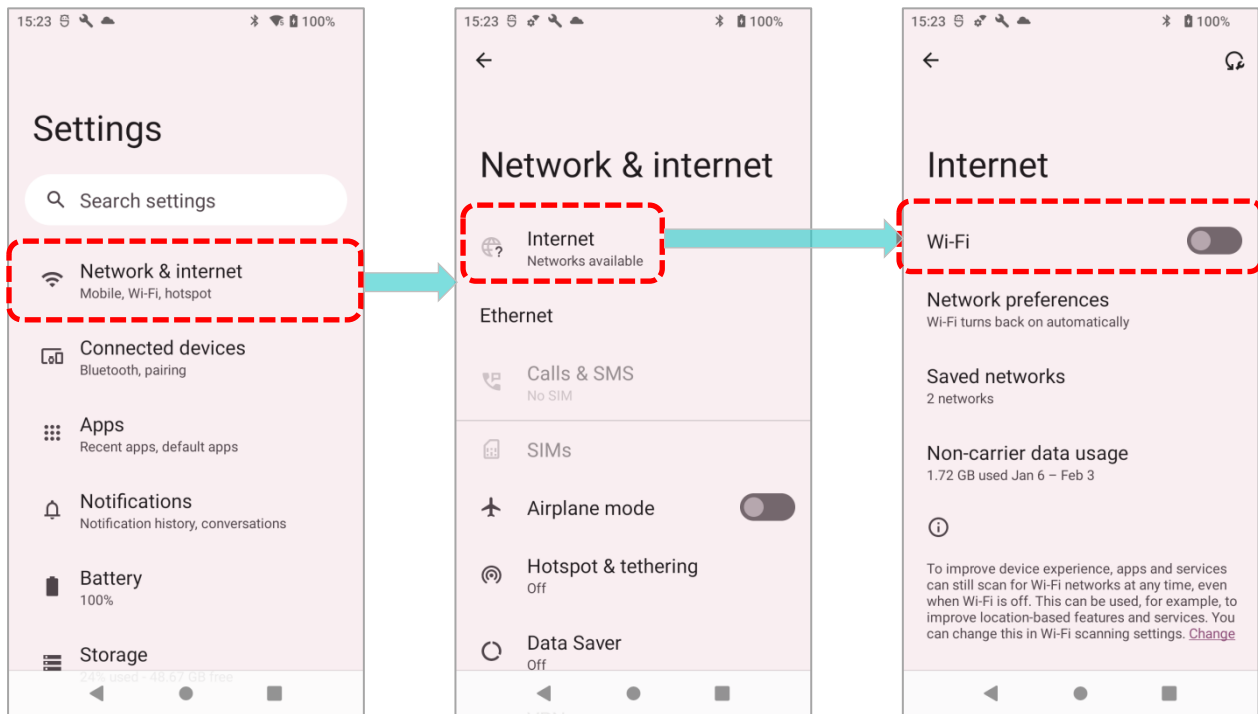 15:23 100%
Settings
Search settings
Network & internet
Mobile, Wi-Fi, hotspot
Connected devices
Bluetooth, pairing
Apps
Recent apps, default apps
Notifications
Notification history, conversations
Battery
100%
Storage
24% used - 48.67 GB free
15:23 100%
Network & internet
Internet
Networks available
Ethernet
Calls & SMS
No SIM
SIMs
Airplane mode
Hotspot & tethering
Off
Data Saver
Off
15:23 100%
Internet
Wi-Fi
Network preferences
Wi-Fi turns back on automatically
Saved networks
2 networks
Non-carrier data usage
1.72 GB used Jan 6 – Feb 3
To improve device experience, apps and services
can still scan for Wi-Fi networks at any time, even
when Wi-Fi is off. This can be used, for example, to
improve location-based features and services. You
can change this in Wi-Fi scanning settings. Change